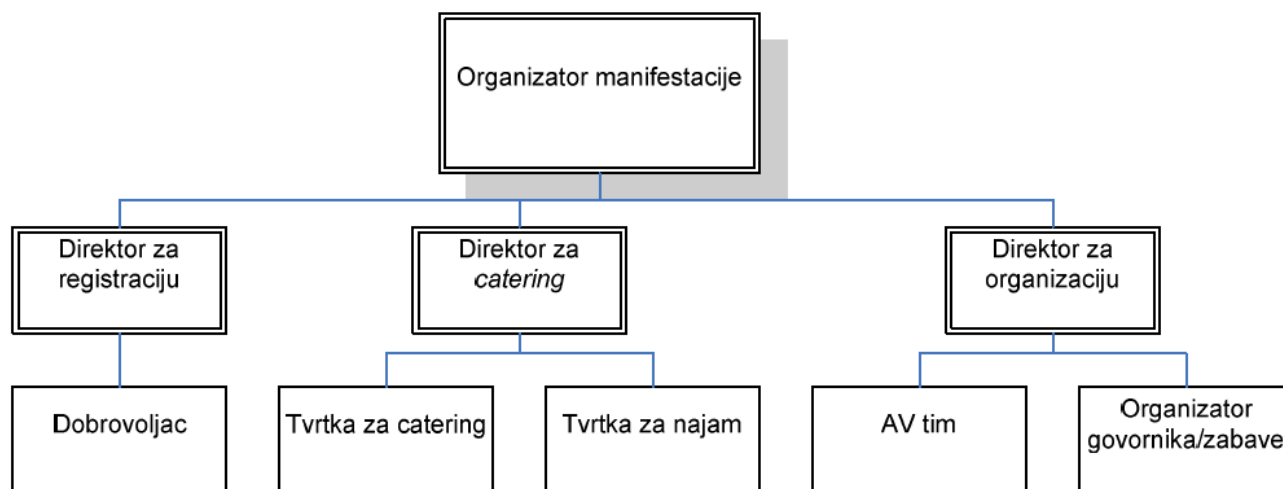 Organizator manifestacije
Direktor za
registraciju
Direktor za
catering
Direktor za
organizaciju
Dobrovoljac
Tvrtka za catering
Tvrtka za najam
AV tim
Organizator
govornika/zabave